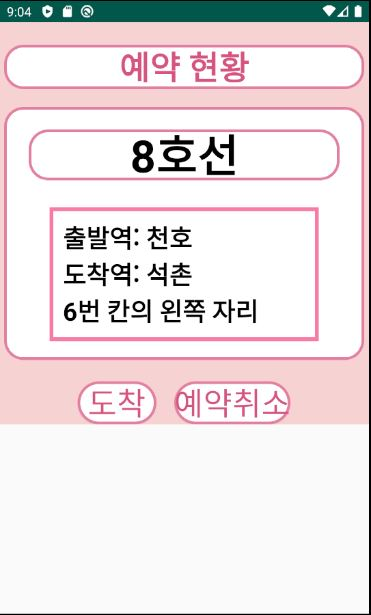 9:04
예약 현황
8호선
출발역: 천호
도착역: 석촌
6번 칸의 왼쪽 자리
도착
예약취소